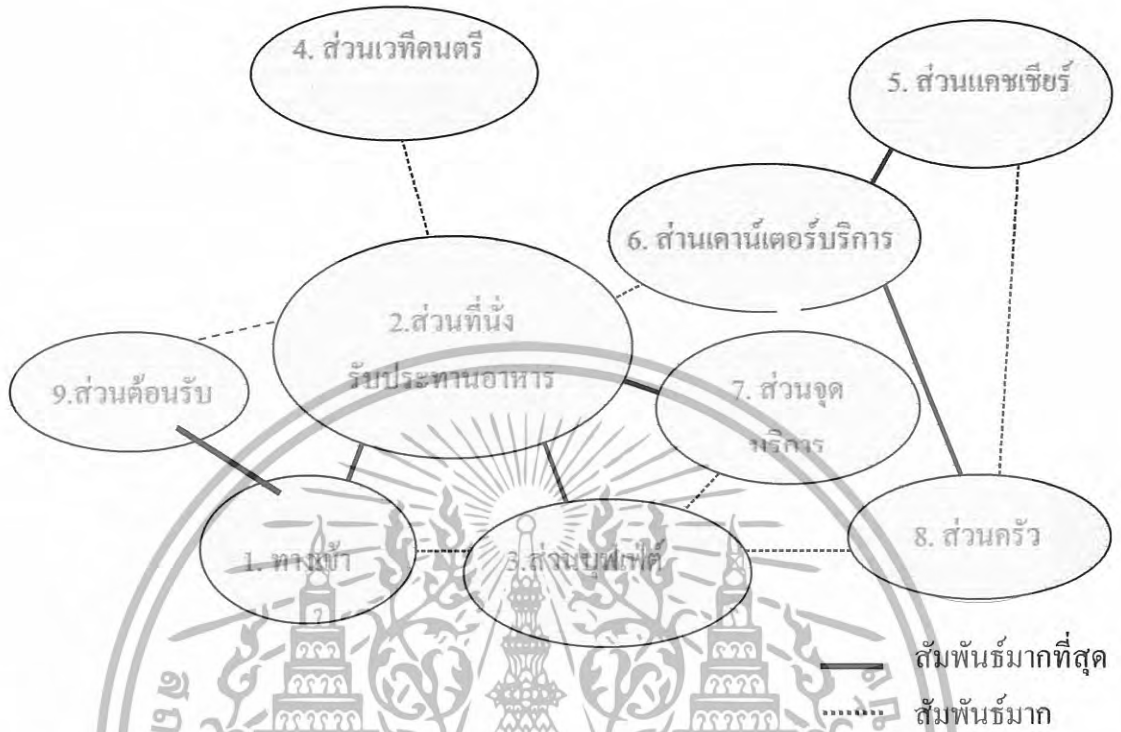 4. ส่วนเวทีดนตรี
5. ส่วนแคชเชียร์
6. ส่านเคาน์เตอร์บริการ
2.ส่วนที่นั่ง
รับประทานอาหาร
7. ส่วนจุด
บริการ
9.ส่วนต้อนรับ
1. ทางเข้า
3.ส่วนบุฟเฟ่ต์
8. ส่วนครัว
สัมพันธ์มากที่สุด
สัมพันธ์มาก